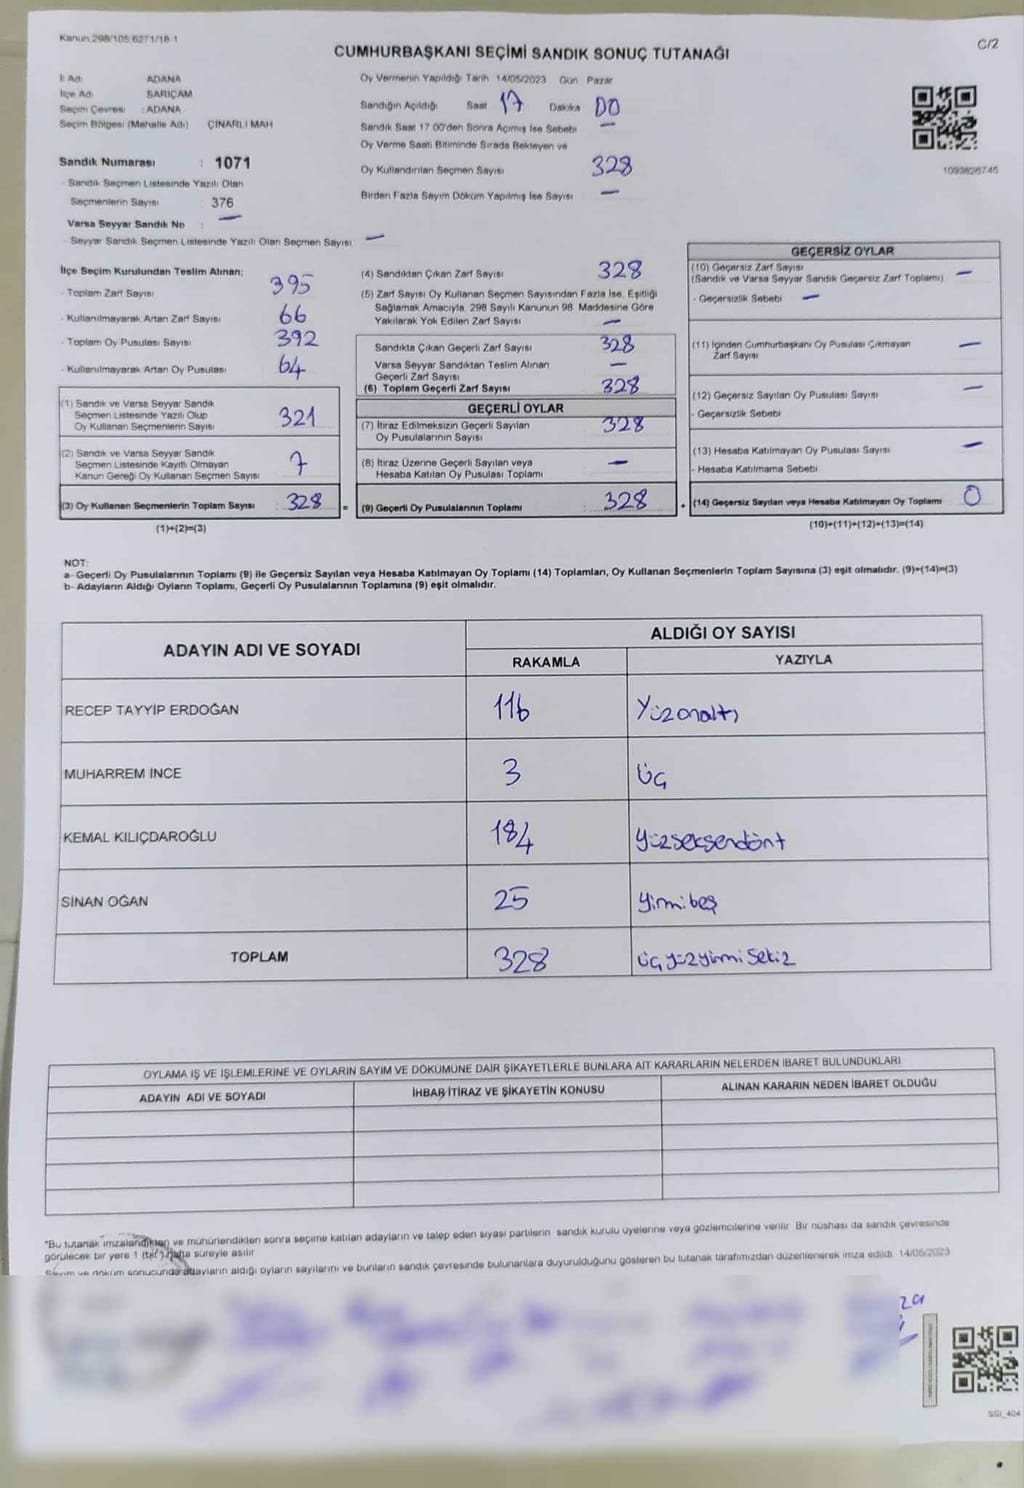 Kanun 298/105 6271/16-1
C/2
CUMHURBAŞKANI SEÇİMİ SANDIK SONUÇ TUTANAĞI
İl Adı ADANA
İlçe Adı SARIÇAM
Seçim Çevresi : ADANA
Seçim Bölgesi (Mahalle Adı) ÇINARLI MAH
Sandık Numarası : 1071
- Sandık Seçmen Listesinde Yazılı Olan
Seçmenlerin Sayısı : 376
Varsa Seyyar Sandık No : —
- Seyyar Sandık Seçmen Listesinde Yazılı Olan Seçmen Sayısı —
Oy Vermenin Yapıldığı Tarih 14/05/2023 Gün Pazar
Sandığın Açıldığı Saat 17 Dakika 00
Sandık Saat 17.00'den Sonra Açılmış İse Sebebi —
Oy Verme Saati Bitiminde Sırada Bekleyen ve
Oy Kullandırılan Seçmen Sayısı 328
Birden Fazla Sayım Döküm Yapılmış İse Sayısı —
1093826746
İlçe Seçim Kurulundan Teslim Alınan;
- Toplam Zarf Sayısı 395
- Kullanılmayarak Artan Zarf Sayısı 66
- Toplam Oy Pusulası Sayısı 392
- Kullanılmayarak Artan Oy Pusulası 64
(1) Sandık ve Varsa Seyyar Sandık
Seçmen Listesinde Yazılı Olup
Oy Kullanan Seçmenlerin Sayısı 321
(2) Sandık ve Varsa Seyyar Sandık
Seçmen Listesinde Kayıtlı Olmayan
Kanun Gereği Oy Kullanan Seçmen Sayısı 7
(3) Oy Kullanan Seçmenlerin Toplam Sayısı : 328 =
(1)+(2)=(3)
(4) Sandıktan Çıkan Zarf Sayısı 328
(5) Zarf Sayısı Oy Kullanan Seçmen Sayısından Fazla İse, Eşitliği
Sağlamak Amacıyla, 298 Sayılı Kanunun 98. Maddesine Göre
Yakılarak Yok Edilen Zarf Sayısı —
Sandıkta Çıkan Geçerli Zarf Sayısı 328
Varsa Seyyar Sandıktan Teslim Alınan
Geçerli Zarf Sayısı —
(6) Toplam Geçerli Zarf Sayısı 328
GEÇERLİ OYLAR
(7) İtiraz Edilmeksizin Geçerli Sayılan
Oy Pusulalarının Sayısı 328
(8) İtiraz Üzerine Geçerli Sayılan veya
Hesaba Katılan Oy Pusulası Toplamı —
(9) Geçerli Oy Pusulalarının Toplamı : 328 +
GEÇERSİZ OYLAR
(10) Geçersiz Zarf Sayısı
(Sandık ve Varsa Seyyar Sandık Geçersiz Zarf Toplamı) —
- Geçersizlik Sebebi —
(11) İçinden Cumhurbaşkanı Oy Pusulası Çıkmayan
Zarf Sayısı —
(12) Geçersiz Sayılan Oy Pusulası Sayısı —
- Geçersizlik Sebebi
(13) Hesaba Katılmayan Oy Pusulası Sayısı —
- Hesaba Katılmama Sebebi
(14) Geçersiz Sayılan veya Hesaba Katılmayan Oy Toplamı 0
(10)+(11)+(12)+(13)=(14)
NOT:
a- Geçerli Oy Pusulalarının Toplamı (9) ile Geçersiz Sayılan veya Hesaba Katılmayan Oy Toplamı (14) Toplamları, Oy Kullanan Seçmenlerin Toplam Sayısına (3) eşit olmalıdır. (9)+(14)=(3)
b- Adayların Aldığı Oyların Toplamı, Geçerli Oy Pusulalarının Toplamına (9) eşit olmalıdır.
ADAYIN ADI VE SOYADI
ALDIĞI OY SAYISI
RAKAMLA YAZIYLA
RECEP TAYYİP ERDOĞAN 116 Yüzonaltı
MUHARREM İNCE 3 üç
KEMAL KILIÇDAROĞLU 184 yüzseksendört
SİNAN OĞAN 25 yirmibeş
TOPLAM 328 üçyüzyirmi Sekiz
OYLAMA İŞ VE İŞLEMLERİNE VE OYLARIN SAYIM VE DÖKÜMÜNE DAİR ŞİKAYETLERLE BUNLARA AİT KARARLARIN NELERDEN İBARET BULUNDUKLARI
ADAYIN ADI VE SOYADI İHBAR İTİRAZ VE ŞİKAYETİN KONUSU ALINAN KARARIN NEDEN İBARET OLDUĞU
*Bu tutanak imzalandıktan ve mühürlendikten sonra seçime katılan adayların ve talep eden siyasi partilerin sandık kurulu üyelerine veya gözlemcilerine verilir. Bir nüshası da sandık çevresinde
görülecek bir yere 1 (bir) hafta süreyle asılır
Sayım ve döküm sonucunda adayların aldığı oyların sayılarını ve bunların sandık çevresinde bulunanlara duyurulduğunu gösteren bu tutanak tarafımızdan düzenlenerek imza edildi. 14/05/2023
SSI_404